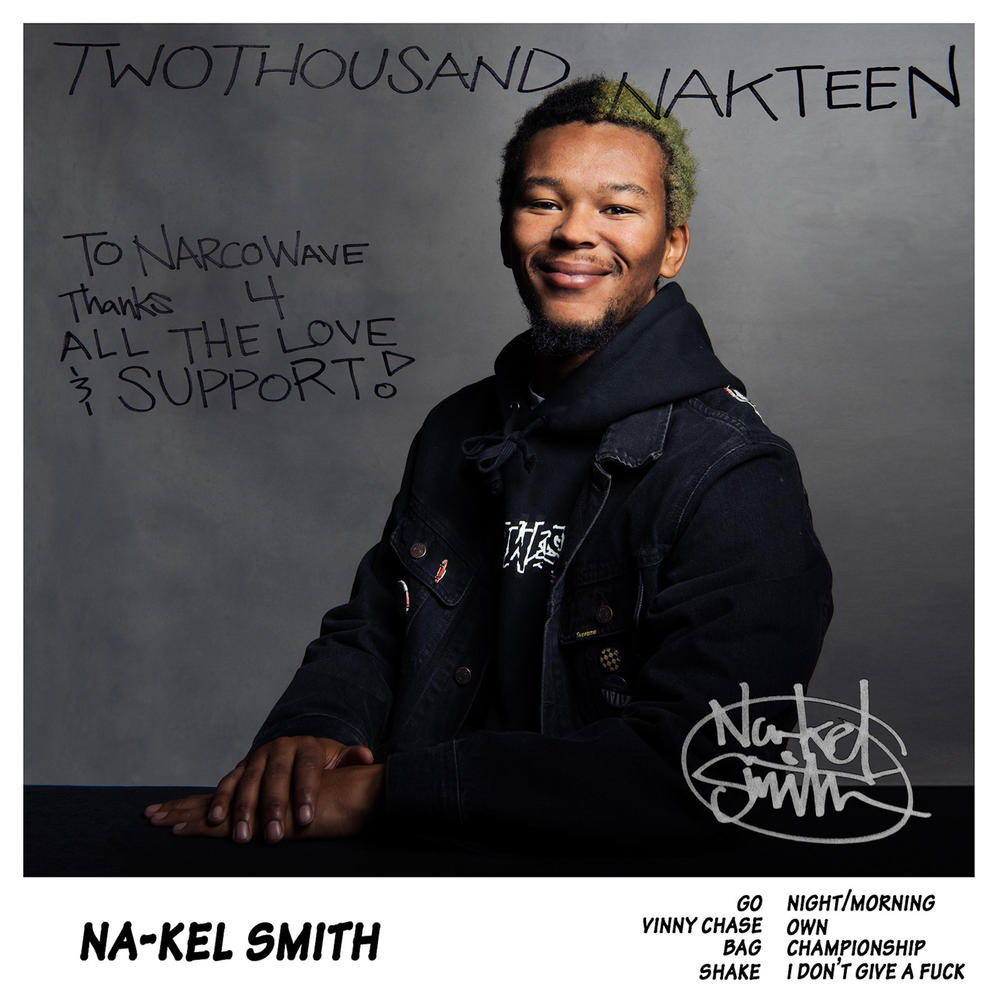 TWOTHOUSAND NAKTEEN
TO NARCOWAVE
Thanks 4
ALL THE LOVE
& SUPPORT!
Supreme
Na-kel
Smith
NA-KEL SMITH
GO
VINNY CHASE
BAG
SHAKE
NIGHT/MORNING
OWN
CHAMPIONSHIP
I DON'T GIVE A FUCK